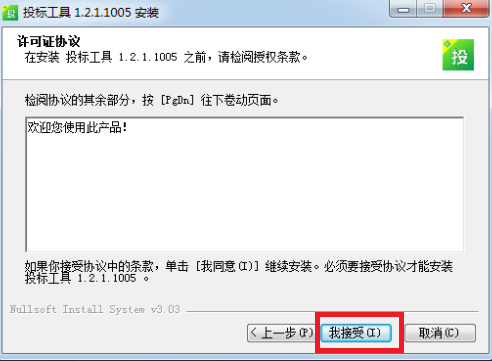 投标工具 1.2.1.1005 安装
许可证协议
在安装 投标工具 1.2.1.1005 之前，请检阅授权条款。
投
检阅协议的其余部分，按 [PgDn] 往下卷动页面。
欢迎您使用此产品!
如果你接受协议中的条款，单击 [我同意(I)] 继续安装。必须要接受协议才能安装
投标工具 1.2.1.1005 。
Nullsoft Install System v3.03
< 上一步(P) 我接受(I) 取消(C)